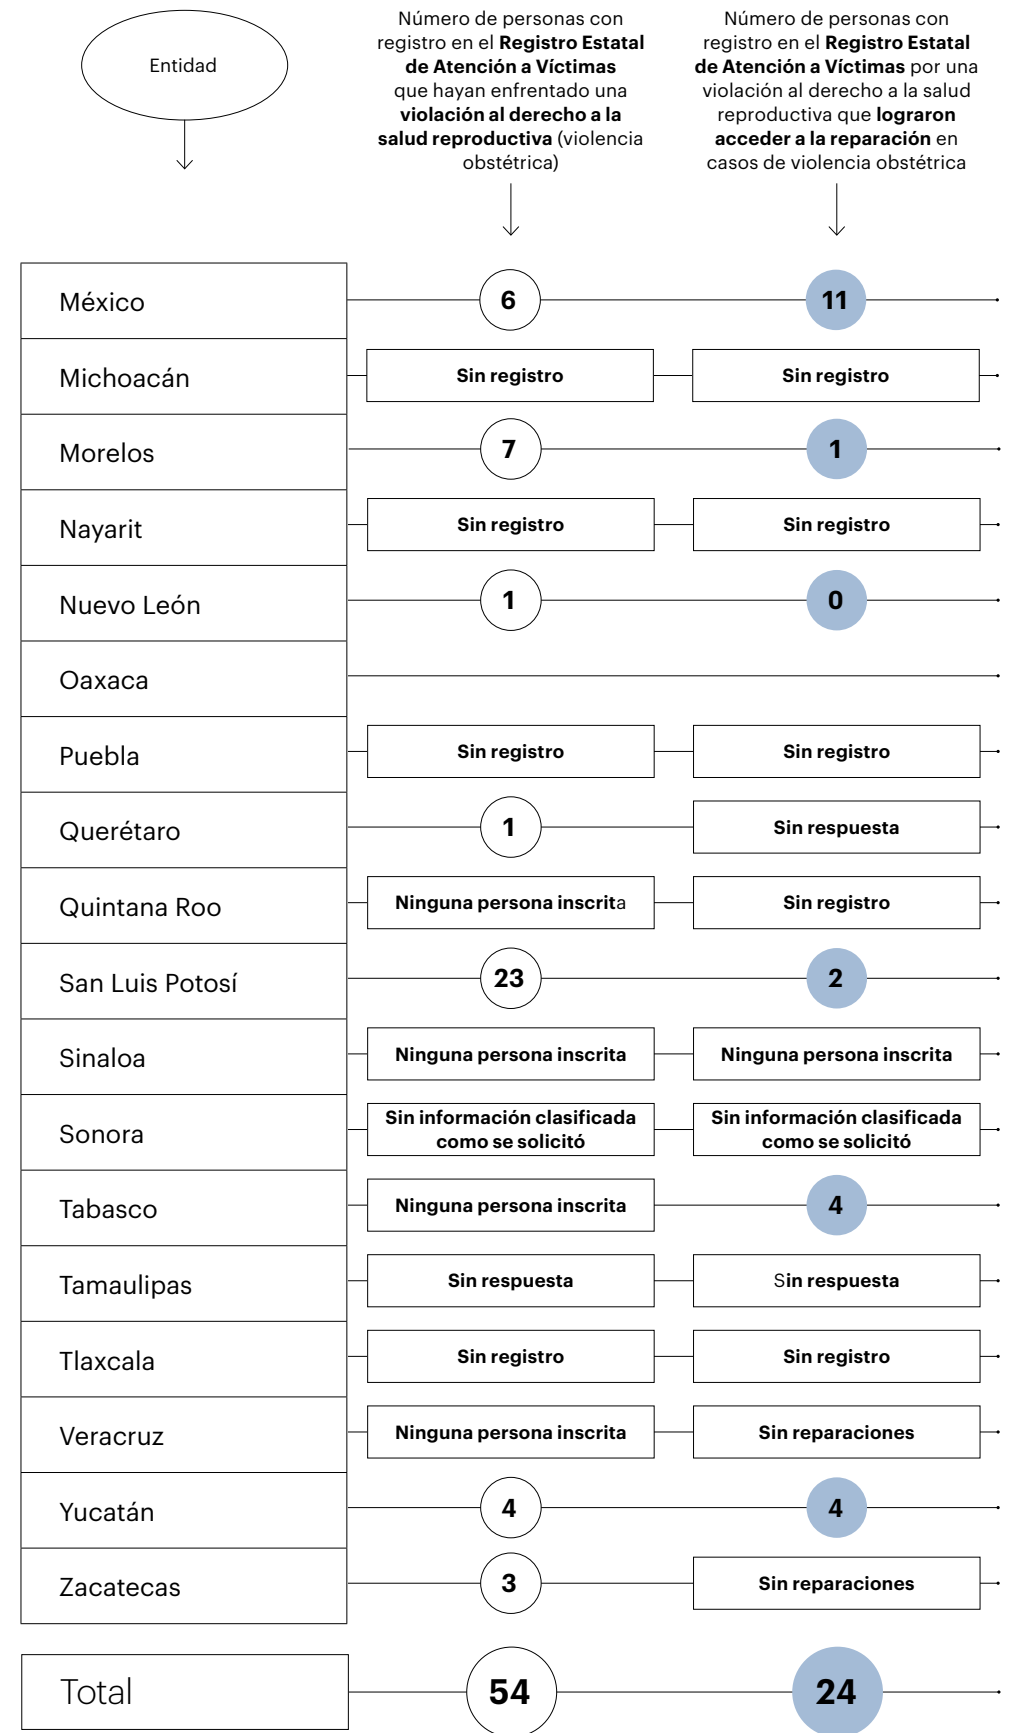 Entidad
Número de personas con
registro en el Registro Estatal
de Atención a Víctimas
que hayan enfrentado una
violación al derecho a la
salud reproductiva (violencia
obstétrica)
Número de personas con
registro en el Registro Estatal
de Atención a Víctimas por una
violación al derecho a la salud
reproductiva que lograron
acceder a la reparación en
casos de violencia obstétrica
México
6
11
Michoacán
Sin registro
Sin registro
Morelos
7
1
Nayarit
Sin registro
Sin registro
Nuevo León
1
0
Oaxaca
Puebla
Sin registro
Sin registro
Querétaro
1
Sin respuesta
Quintana Roo
Ninguna persona inscrita
Sin registro
San Luis Potosí
23
2
Sinaloa
Ninguna persona inscrita
Ninguna persona inscrita
Sonora
Sin información clasificada
como se solicitó
Sin información clasificada
como se solicitó
Tabasco
Ninguna persona inscrita
4
Tamaulipas
Sin respuesta
Sin respuesta
Tlaxcala
Sin registro
Sin registro
Veracruz
Ninguna persona inscrita
Sin reparaciones
Yucatán
4
4
Zacatecas
3
Sin reparaciones
Total
54
24